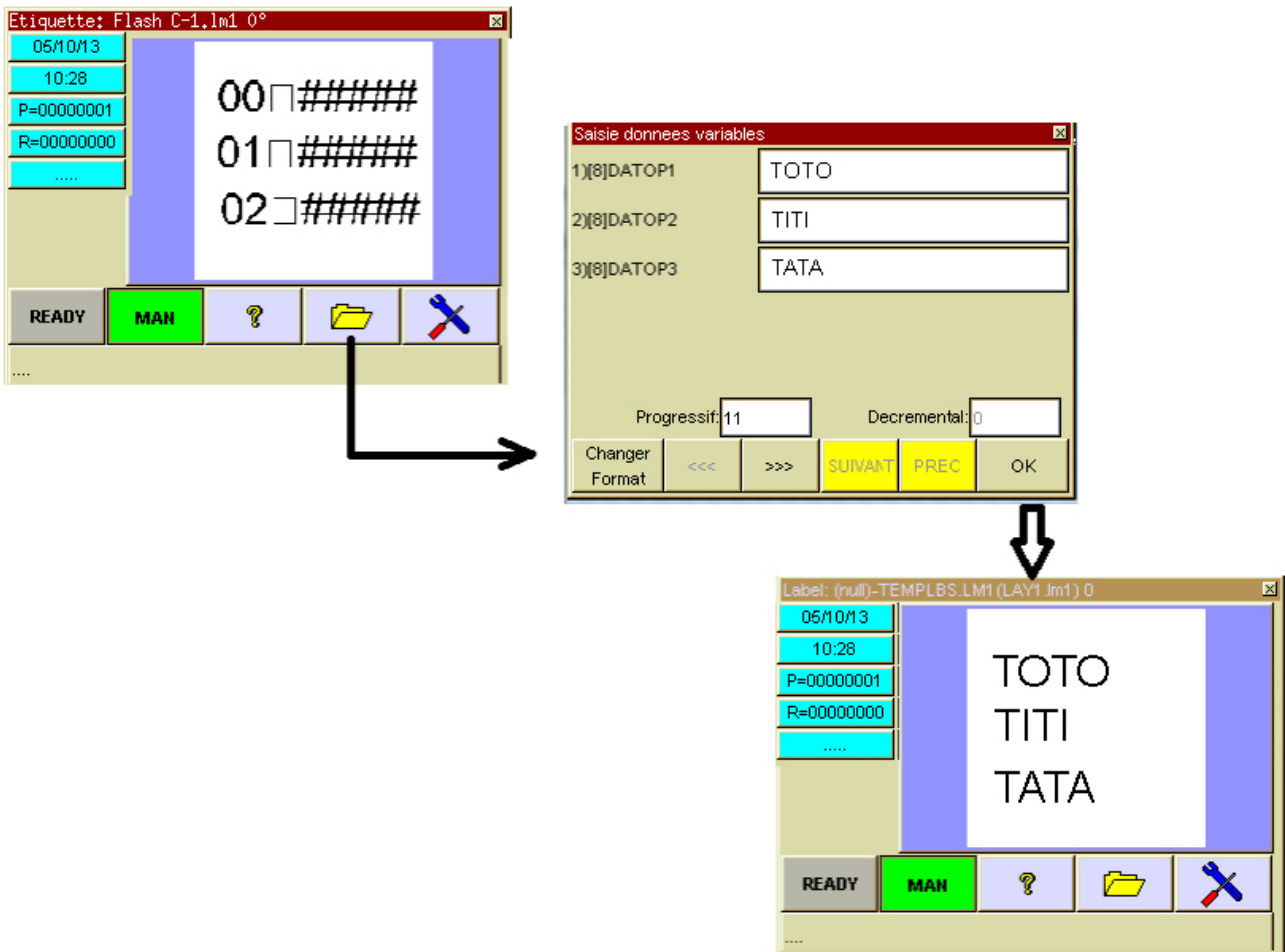 Etiquette: Flash C-1.lm1 0°
05/10/13
10:28
P=00000001
R=00000000
.....
00□#####
01□#####
02□#####
READY
MAN
?
....
Saisie donnees variables
1)[8]DATOP1
TOTO
2)[8]DATOP2
TITI
3)[8]DATOP3
TATA
Progressif: 11
Decremental: 0
Changer
Format
<<<
>>>
SUIVANT
PREC
OK
Label: (null)-TEMPLBS.LM1(LAY1.lm1) 0
05/10/13
10:28
P=00000001
R=00000000
.....
TOTO
TITI
TATA
READY
MAN
?
....